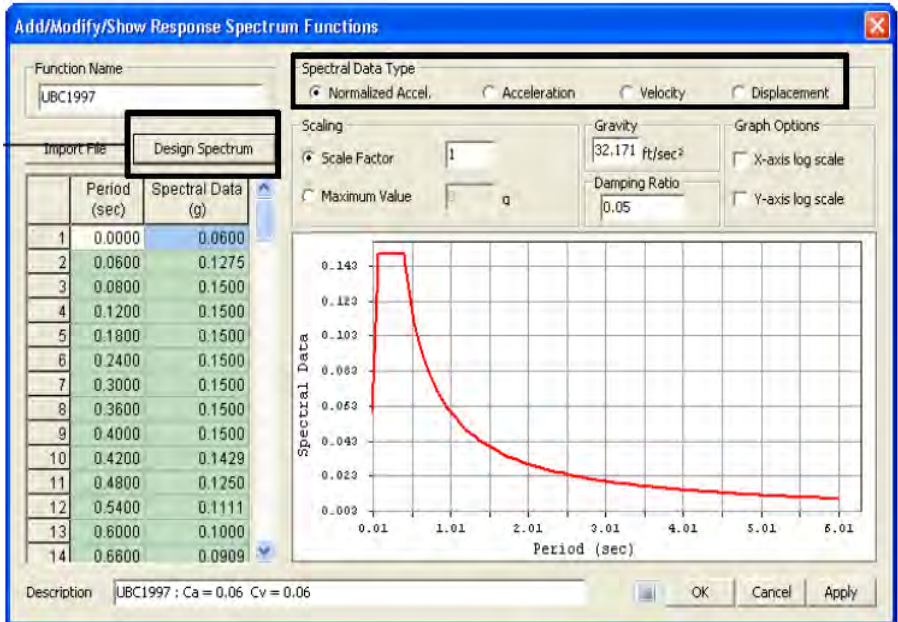 Add/Modify/Show Response Spectrum Functions
Function Name
UBC1997
Import File
Design Spectrum
Spectral Data Type
Normalized Accel.
Acceleration
Velocity
Displacement
Scaling
Scale Factor
1
Maximum Value
g
Gravity
32.171 ft/sec²
Damping Ratio
0.05
Graph Options
X-axis log scale
Y-axis log scale
Period (sec) Spectral Data (g)
1 0.0000 0.0600
2 0.0600 0.1275
3 0.0800 0.1500
4 0.1200 0.1500
5 0.1800 0.1500
6 0.2400 0.1500
7 0.3000 0.1500
8 0.3600 0.1500
9 0.4000 0.1500
10 0.4200 0.1429
11 0.4800 0.1250
12 0.5400 0.1111
13 0.6000 0.1000
14 0.6600 0.0909
Spectral Data
0.143
0.123
0.103
0.083
0.063
0.043
0.023
0.003
0.01 1.01 2.01 3.01 4.01 5.01 6.01
Period (sec)
Description
UBC1997 : Ca = 0.06 Cv = 0.06
OK
Cancel
Apply